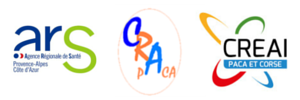 ars
Agence Régionale de Santé
Provence-Alpes
Côte d'Azur
CRA
PACA
CREAI
PACA ET CORSE